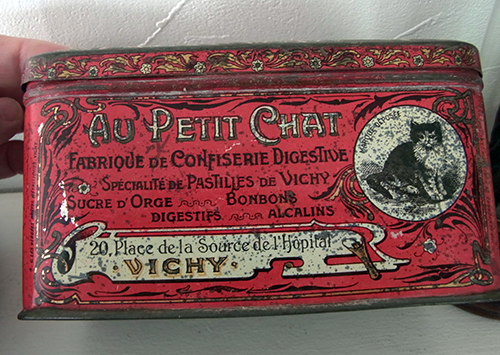 AU PETIT CHAT
FABRIQUE DE CONFISERIE DIGESTIVE
SPÉCIALITÉ DE PASTILLES DE VICHY
SUCRE D'ORGE BONBONS
DIGESTIFS ALCALINS
20, Place de la Source de l'Hôpital
VICHY